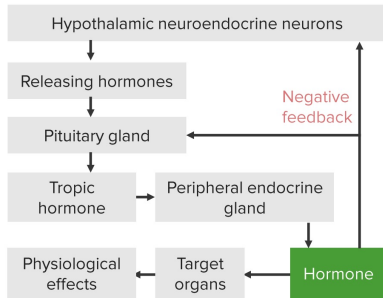 Hypothalamic neuroendocrine neurons
Releasing hormones
Negative
feedback
Pituitary gland
Tropic
hormone
Peripheral endocrine
gland
Physiological
effects
Target
organs
Hormone